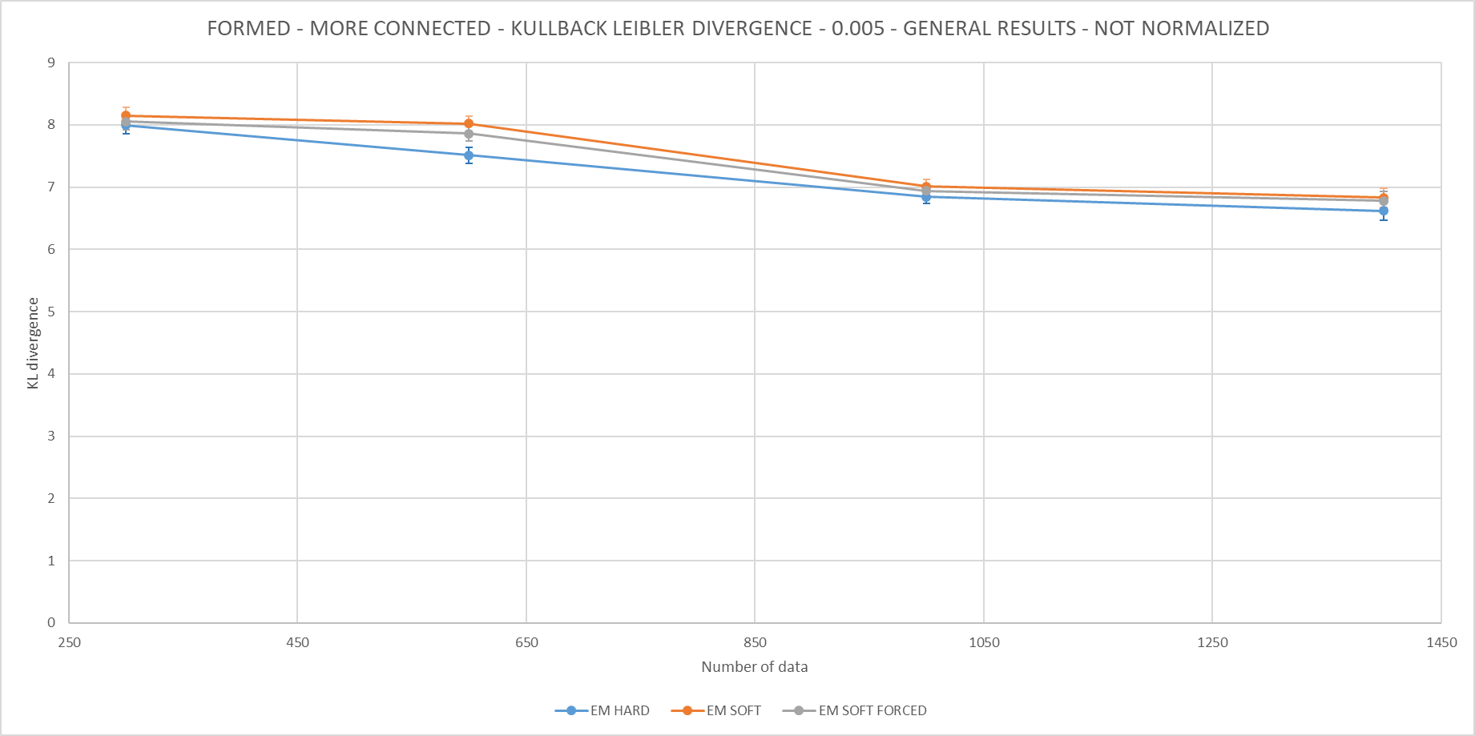 FORMED - MORE CONNECTED - KULLBACK LEIBLER DIVERGENCE - 0.005 - GENERAL RESULTS - NOT NORMALIZED
9
8
7
6
5
4
3
2
1
0
KL divergence
250 450 650 850 1050 1250 1450
Number of data
EM HARD EM SOFT EM SOFT FORCED